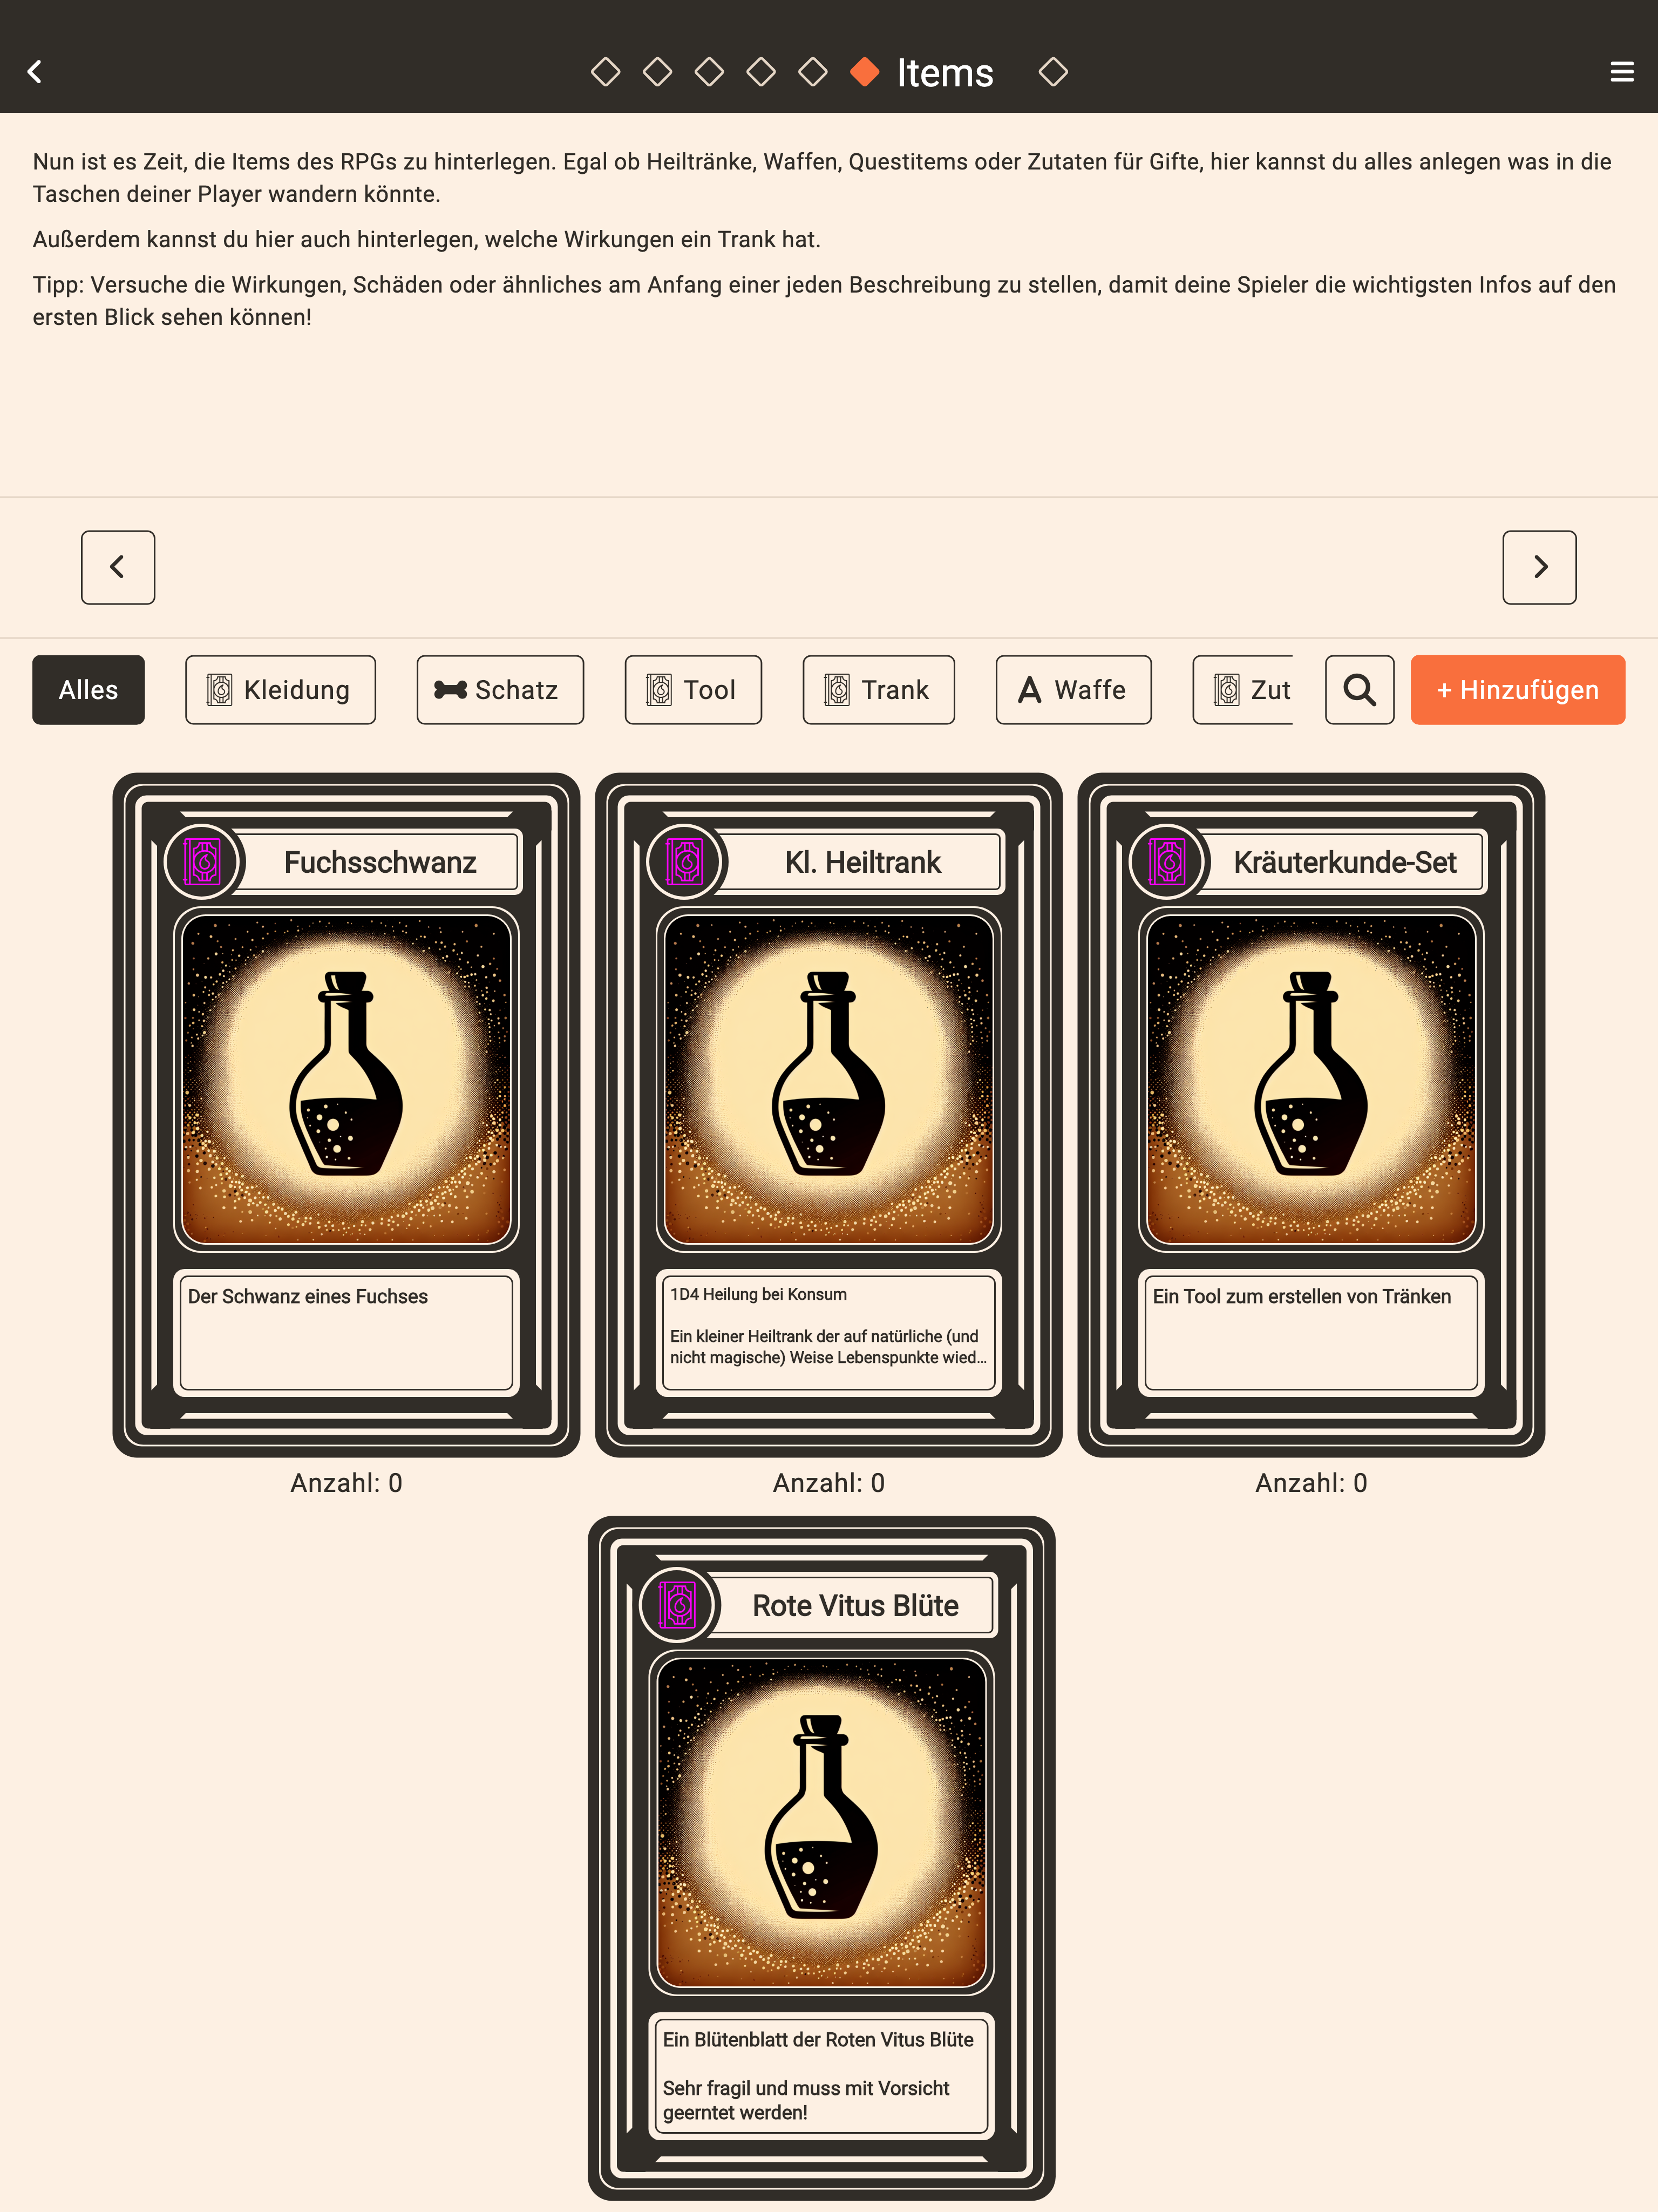 Items
Nun ist es Zeit, die Items des RPGs zu hinterlegen. Egal ob Heiltränke, Waffen, Questitems oder Zutaten für Gifte, hier kannst du alles anlegen was in die
Taschen deiner Player wandern könnte.
Außerdem kannst du hier auch hinterlegen, welche Wirkungen ein Trank hat.
Tipp: Versuche die Wirkungen, Schäden oder ähnliches am Anfang einer jeden Beschreibung zu stellen, damit deine Spieler die wichtigsten Infos auf den
ersten Blick sehen können!
Alles
Kleidung
Schatz
Tool
Trank
Waffe
Zut
+ Hinzufügen
Fuchsschwanz
Der Schwanz eines Fuchses
Anzahl: 0
Kl. Heiltrank
1D4 Heilung bei Konsum
Ein kleiner Heiltrank der auf natürliche (und
nicht magische) Weise Lebenspunkte wied...
Anzahl: 0
Kräuterkunde-Set
Ein Tool zum erstellen von Tränken
Anzahl: 0
Rote Vitus Blüte
Ein Blütenblatt der Roten Vitus Blüte
Sehr fragil und muss mit Vorsicht
geerntet werden!